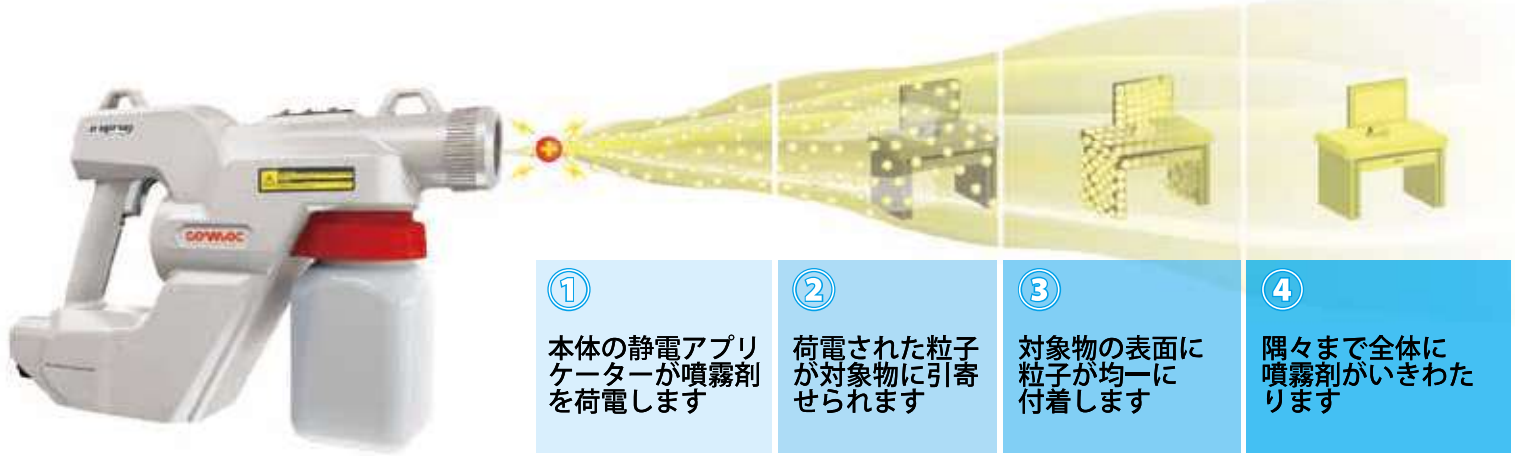 ①
本体の静電アプリ
ケーターが噴霧剤
を荷電します
②
荷電された粒子
が対象物に引寄
せられます
③
対象物の表面に
粒子が均一に
付着します
④
隅々まで全体に
噴霧剤がいきわた
ります